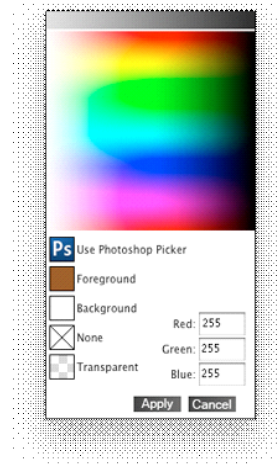 Ps Use Photoshop Picker
Foreground
Background
None
Transparent
Red: 255
Green: 255
Blue: 255
Apply Cancel